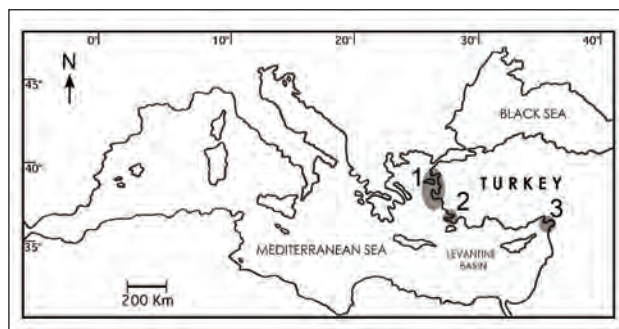 0° 10° 20° 30° 40°
N
45°
BLACK SEA
40°
1 TURKEY
2 3
35°
MEDITERRANEAN SEA LEVANTINE
BASIN
200 Km